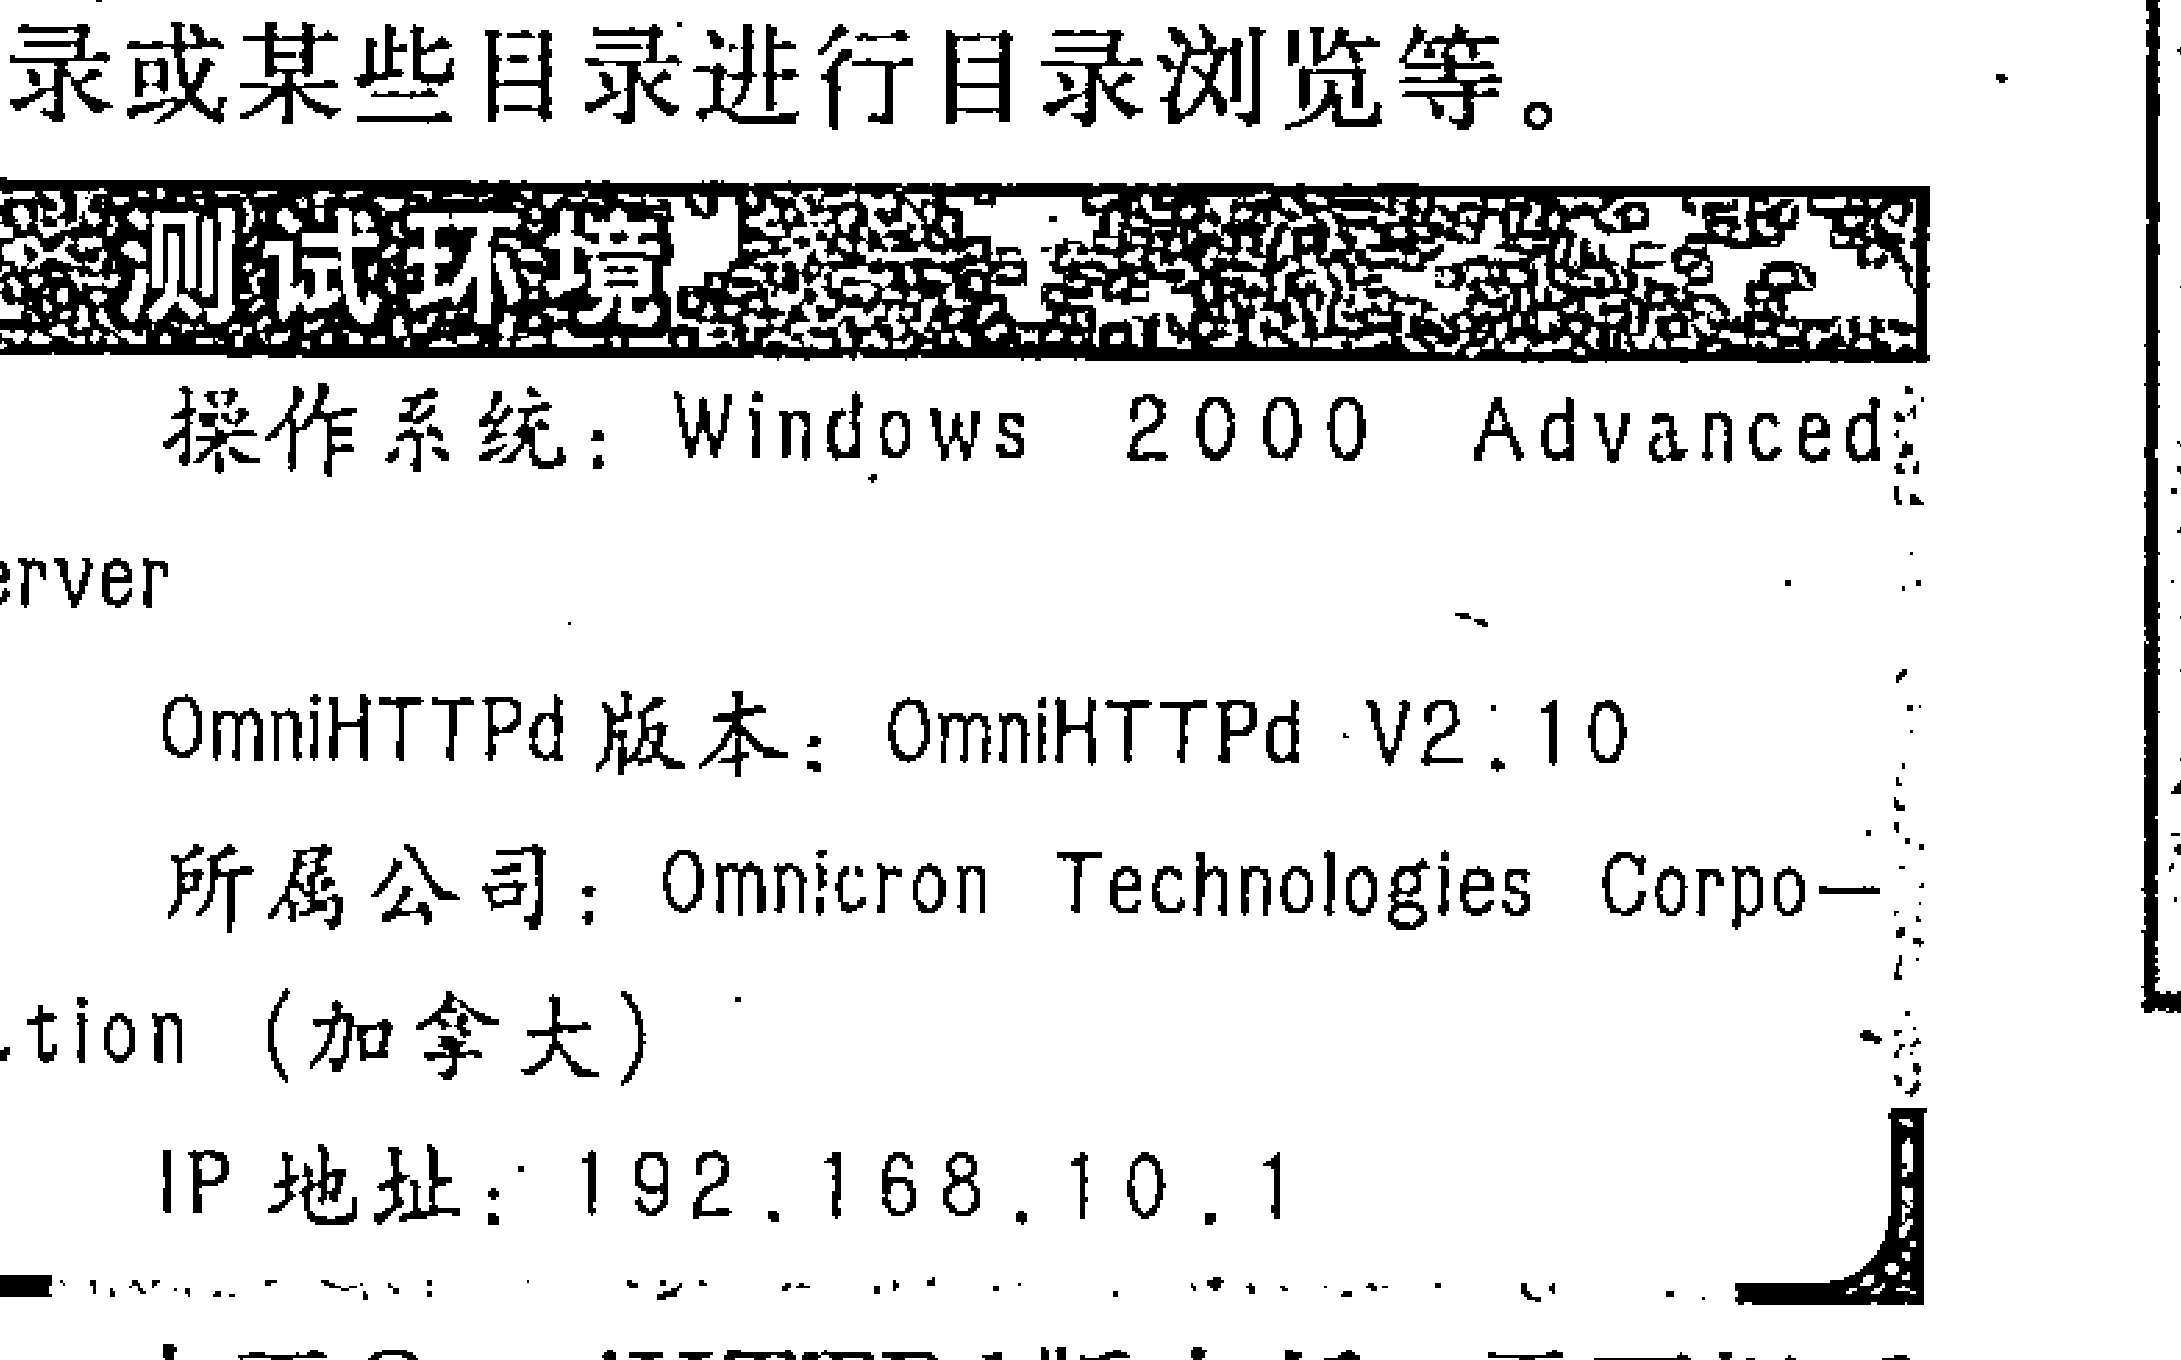 录或某些目录进行目录浏览等。
测试环境
操作系统：Windows 2000 Advanced
erver
OmniHTTPd 版本：OmniHTTPd V2.10
所属公司：Omnicron Technologies Corpo—
tion (加拿大)
IP 地址：192.168.10.1